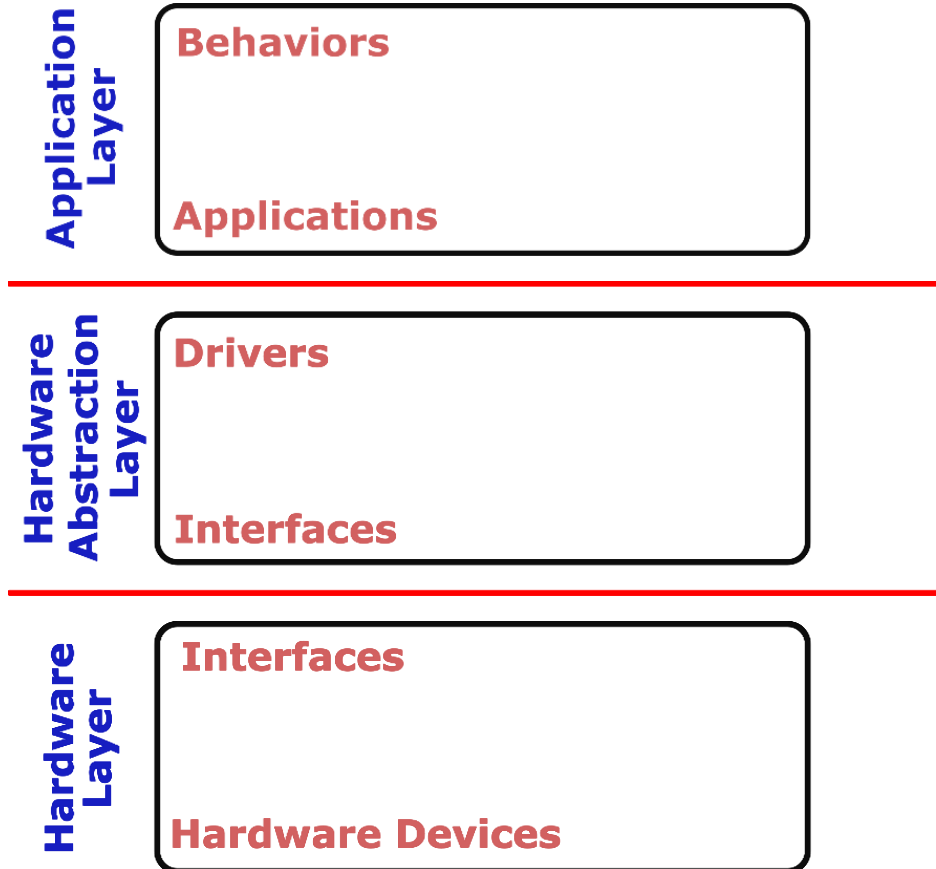 Application
Layer
Behaviors
Applications
Hardware
Abstraction
Layer
Drivers
Interfaces
Hardware
Layer
Interfaces
Hardware Devices